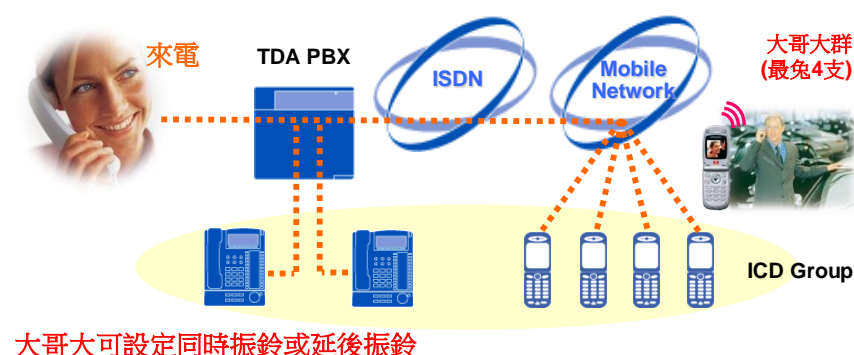 來電
TDA PBX
ISDN
Mobile
Network
大哥大群
(最兔4支)
ICD Group
大哥大可設定同時振鈴或延後振鈴